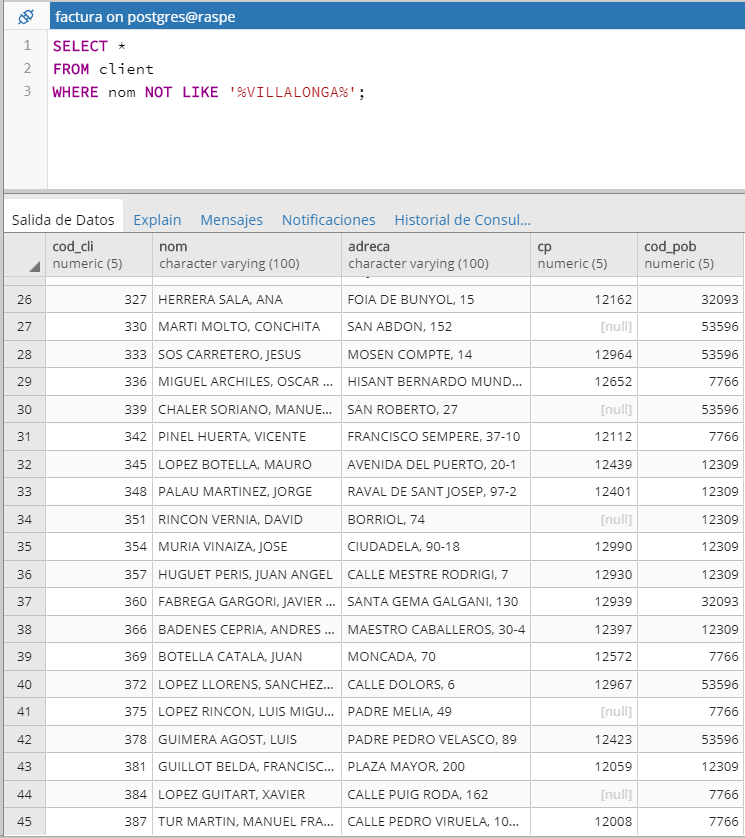 factura on postgres@raspe
1 SELECT *
2 FROM client
3 WHERE nom NOT LIKE '%VILLALONGA%';
Salida de Datos Explain Mensajes Notificaciones Historial de Consul...
cod_cli nom adreca cp cod_pob
numeric (5) character varying (100) character varying (100) numeric (5) numeric (5)
26 327 HERRERA SALA, ANA FOIA DE BUNYOL, 15 12162 32093
27 330 MARTI MOLTO, CONCHITA SAN ABDON, 152 [null] 53596
28 333 SOS CARRETERO, JESUS MOSEN COMPTE, 14 12964 53596
29 336 MIGUEL ARCHILES, OSCAR ... HISANT BERNARDO MUND... 12652 7766
30 339 CHALER SORIANO, MANUE... SAN ROBERTO, 27 [null] 53596
31 342 PINEL HUERTA, VICENTE FRANCISCO SEMPERE, 37-10 12112 7766
32 345 LOPEZ BOTELLA, MAURO AVENIDA DEL PUERTO, 20-1 12439 12309
33 348 PALAU MARTINEZ, JORGE RAVAL DE SANT JOSEP, 97-2 12401 12309
34 351 RINCON VERNIA, DAVID BORRIOL, 74 [null] 12309
35 354 MURIA VINAIZA, JOSE CIUDADELA, 90-18 12990 12309
36 357 HUGUET PERIS, JUAN ANGEL CALLE MESTRE RODRIGI, 7 12930 12309
37 360 FABREGA GARGORI, JAVIER ... SANTA GEMA GALGANI, 130 12939 32093
38 366 BADENES CEPRIA, ANDRES ... MAESTRO CABALLEROS, 30-4 12397 12309
39 369 BOTELLA CATALA, JUAN MONCADA, 70 12572 7766
40 372 LOPEZ LLORENS, SANCHEZ... CALLE DOLORS, 6 12967 53596
41 375 LOPEZ RINCON, LUIS MIGU... PADRE MELIA, 49 [null] 7766
42 378 GUIMERA AGOST, LUIS PADRE PEDRO VELASCO, 89 12423 53596
43 381 GUILLOT BELDA, FRANCISC... PLAZA MAYOR, 200 12059 12309
44 384 LOPEZ GUITART, XAVIER CALLE PUIG RODA, 162 [null] 7766
45 387 TUR MARTIN, MANUEL FRA... CALLE PEDRO VIRUELA, 10... 12008 7766